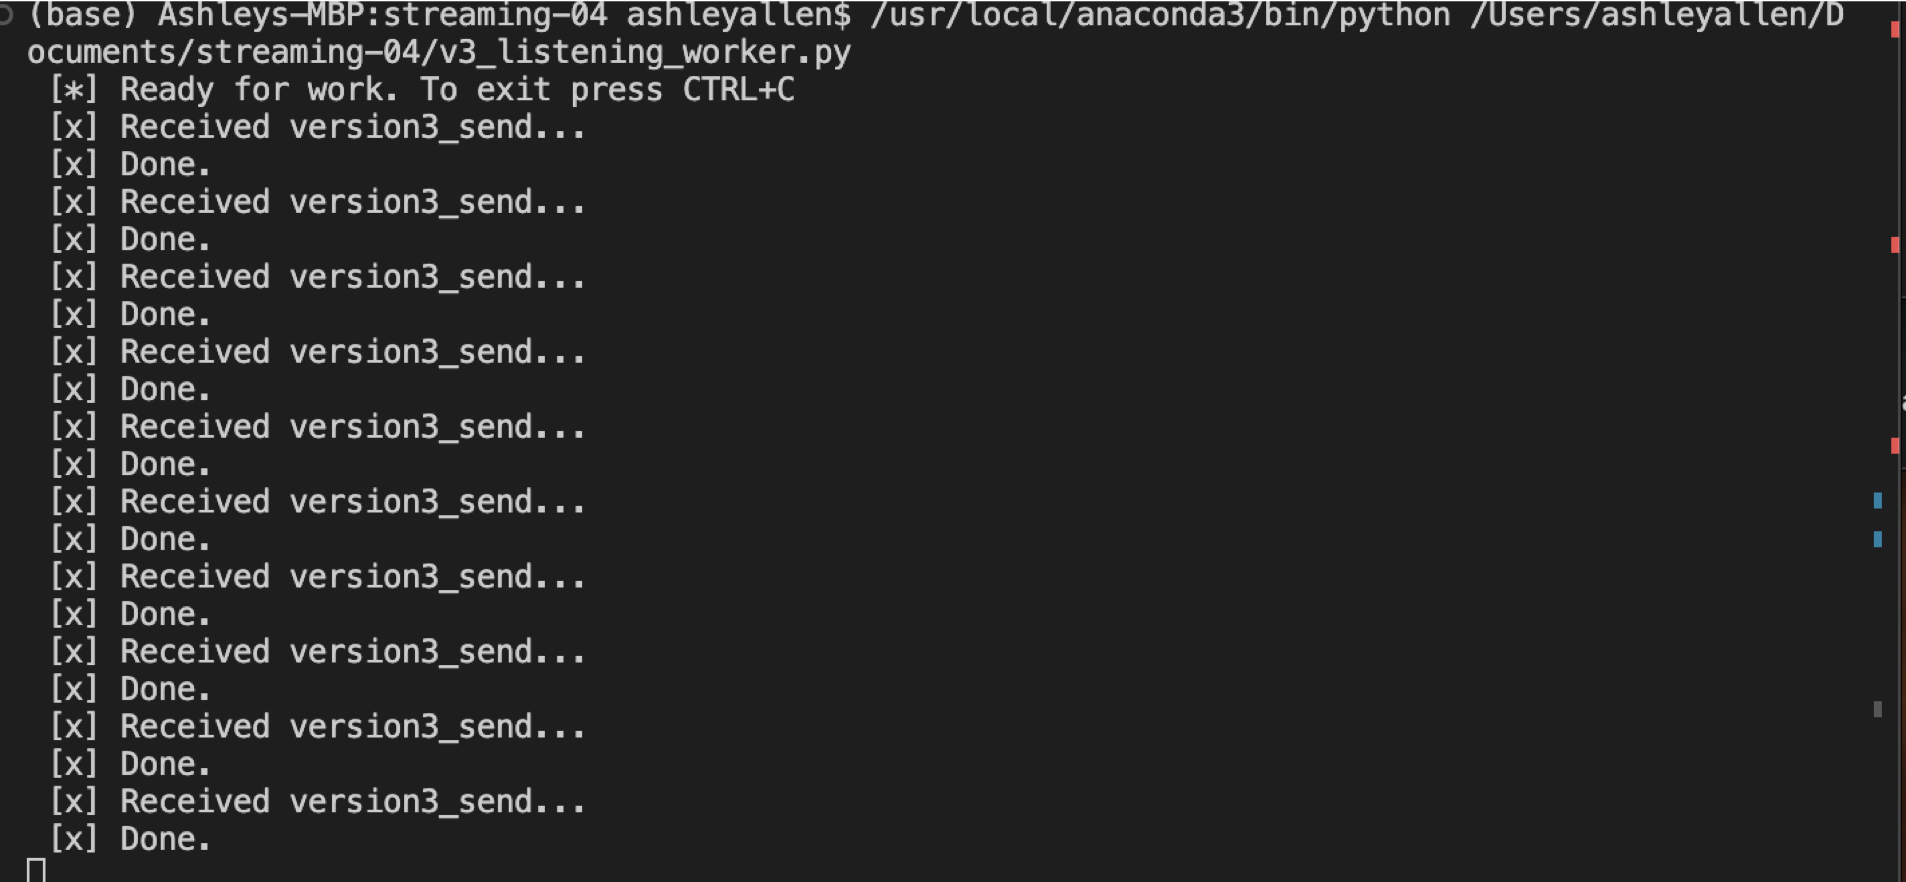 (base) Ashleys-MBP:streaming-04 ashleyallen$ /usr/local/anaconda3/bin/python /Users/ashleyallen/D
ocuments/streaming-04/v3_listening_worker.py
[*] Ready for work. To exit press CTRL+C
[x] Received version3_send...
[x] Done.
[x] Received version3_send...
[x] Done.
[x] Received version3_send...
[x] Done.
[x] Received version3_send...
[x] Done.
[x] Received version3_send...
[x] Done.
[x] Received version3_send...
[x] Done.
[x] Received version3_send...
[x] Done.
[x] Received version3_send...
[x] Done.
[x] Received version3_send...
[x] Done.
[x] Received version3_send...
[x] Done.